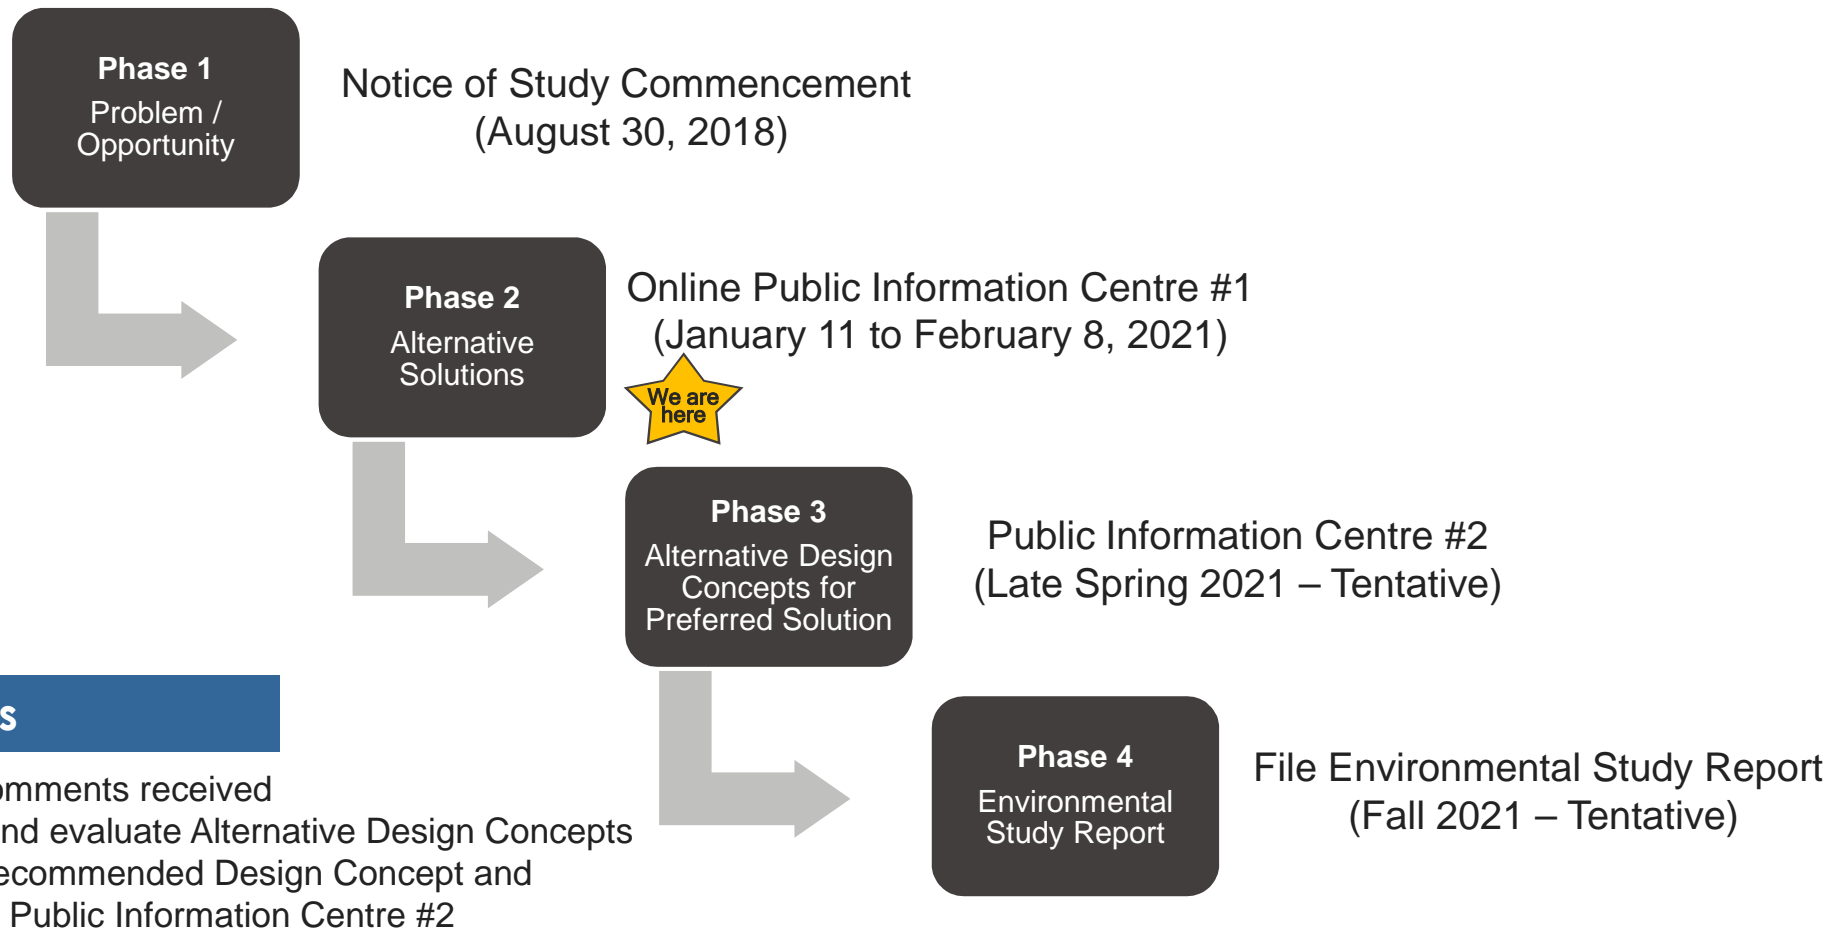 Phase 1
Problem /
Opportunity
Notice of Study Commencement
(August 30, 2018)
Phase 2
Alternative
Solutions
Online Public Information Centre #1
(January 11 to February 8, 2021)
We are
here
Phase 3
Alternative Design
Concepts for
Preferred Solution
Public Information Centre #2
(Late Spring 2021 – Tentative)
Phase 4
Environmental
Study Report
File Environmental Study Report
(Fall 2021 – Tentative)
s
omments received
nd evaluate Alternative Design Concepts
ecommended Design Concept and
Public Information Centre #2